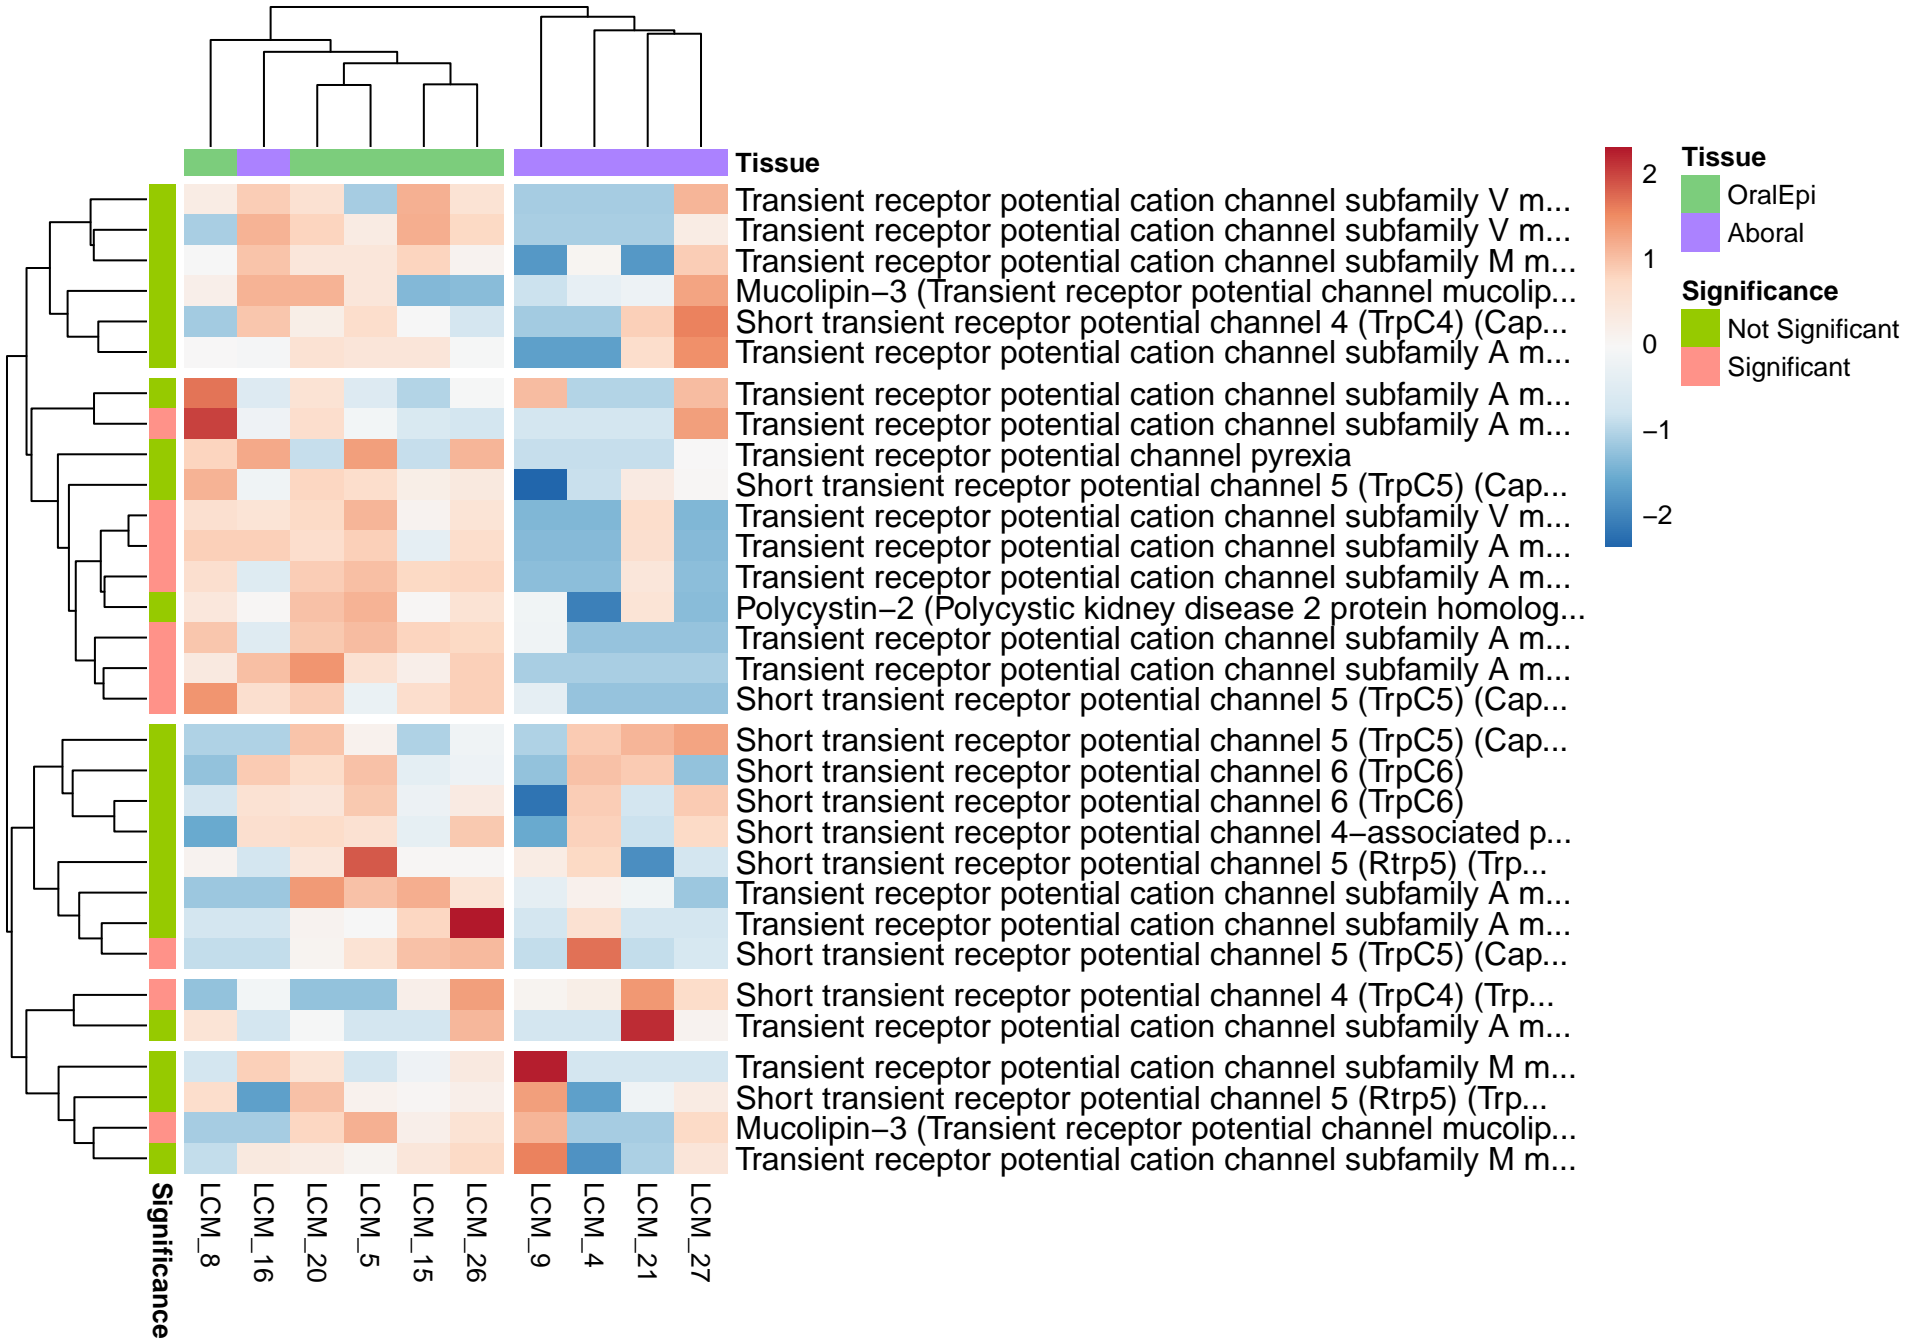 Tissue
Transient receptor potential cation channel subfamily V m...
Transient receptor potential cation channel subfamily V m...
Transient receptor potential cation channel subfamily M m...
Mucolipin−3 (Transient receptor potential channel mucolip...
Short transient receptor potential channel 4 (TrpC4) (Cap...
Transient receptor potential cation channel subfamily A m...
Transient receptor potential cation channel subfamily A m...
Transient receptor potential cation channel subfamily A m...
Transient receptor potential channel pyrexia
Short transient receptor potential channel 5 (TrpC5) (Cap...
Transient receptor potential cation channel subfamily V m...
Transient receptor potential cation channel subfamily A m...
Transient receptor potential cation channel subfamily A m...
Polycystin−2 (Polycystic kidney disease 2 protein homolog...
Transient receptor potential cation channel subfamily A m...
Transient receptor potential cation channel subfamily A m...
Short transient receptor potential channel 5 (TrpC5) (Cap...
Short transient receptor potential channel 5 (TrpC5) (Cap...
Short transient receptor potential channel 6 (TrpC6)
Short transient receptor potential channel 6 (TrpC6)
Short transient receptor potential channel 4−associated p...
Short transient receptor potential channel 5 (Rtrp5) (Trp...
Transient receptor potential cation channel subfamily A m...
Transient receptor potential cation channel subfamily A m...
Short transient receptor potential channel 5 (TrpC5) (Cap...
Short transient receptor potential channel 4 (TrpC4) (Trp...
Transient receptor potential cation channel subfamily A m...
Transient receptor potential cation channel subfamily M m...
Short transient receptor potential channel 5 (Rtrp5) (Trp...
Mucolipin−3 (Transient receptor potential channel mucolip...
Transient receptor potential cation channel subfamily M m...
Significance
LCM_8
LCM_16
LCM_20
LCM_5
LCM_15
LCM_26
LCM_9
LCM_4
LCM_21
LCM_27
2
1
0
−1
−2
Tissue
OralEpi
Aboral
Significance
Not Significant
Significant